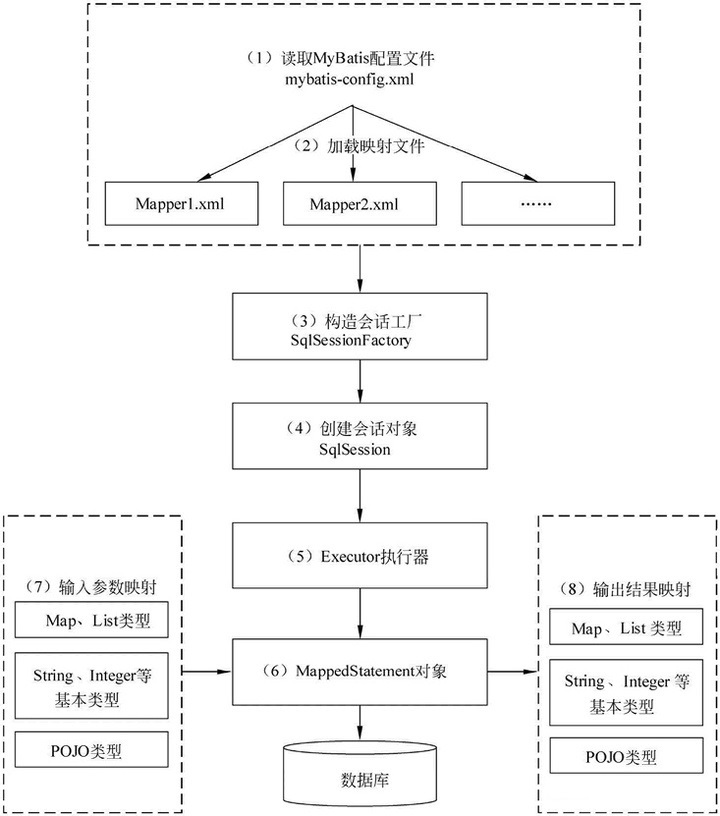 (1)读取MyBatis配置文件
mybatis-config.xml
(2)加载映射文件
Mapper1.xml
Mapper2.xml
……
(3)构造会话工厂
SqlSessionFactory
(4)创建会话对象
SqlSession
(5)Executor执行器
(7)输入参数映射
Map、List类型
String、Integer等
基本类型
POJO类型
(6)MappedStatement对象
(8)输出结果映射
Map、List 类型
String、Integer 等
基本类型
POJO类型
数据库